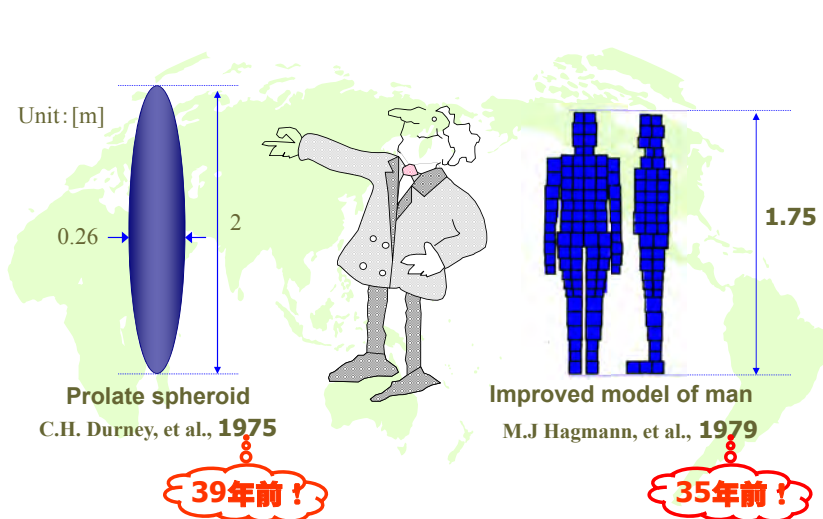 Unit:[m]
0.26
2
1.75
Prolate spheroid
C.H. Durney, et al., 1975
Improved model of man
M.J Hagmann, et al., 1979
39年前！
35年前！